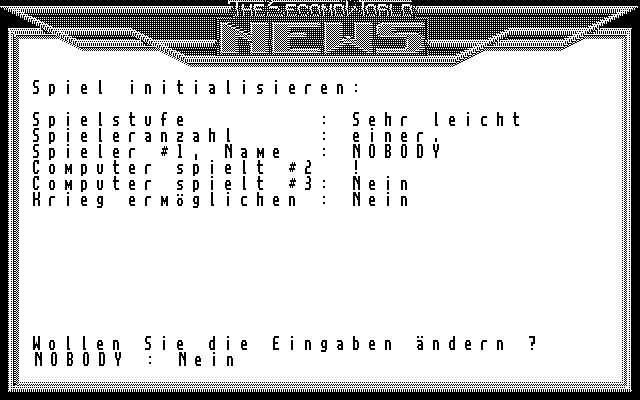 THE SECOND WORLD
NEWS
Spiel initialisieren:
Spielstufe : Sehr leicht
Spieleranzahl : einer.
Spieler #1, Name : NOBODY
Computer spielt #2 !
Computer spielt #3: Nein
Krieg ermöglichen : Nein
Wollen Sie die Eingaben ändern ?
NOBODY : Nein